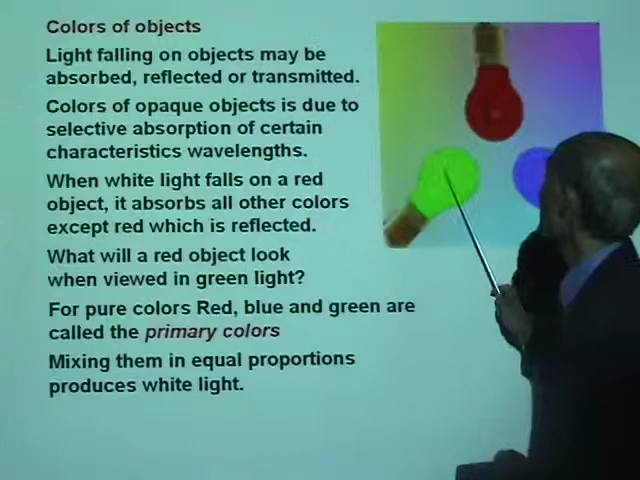 Colors of objects
Light falling on objects may be
absorbed, reflected or transmitted.
Colors of opaque objects is due to
selective absorption of certain
characteristics wavelengths.
When white light falls on a red
object, it absorbs all other colors
except red which is reflected.
What will a red object look
when viewed in green light?
For pure colors Red, blue and green are
called the primary colors
Mixing them in equal proportions
produces white light.